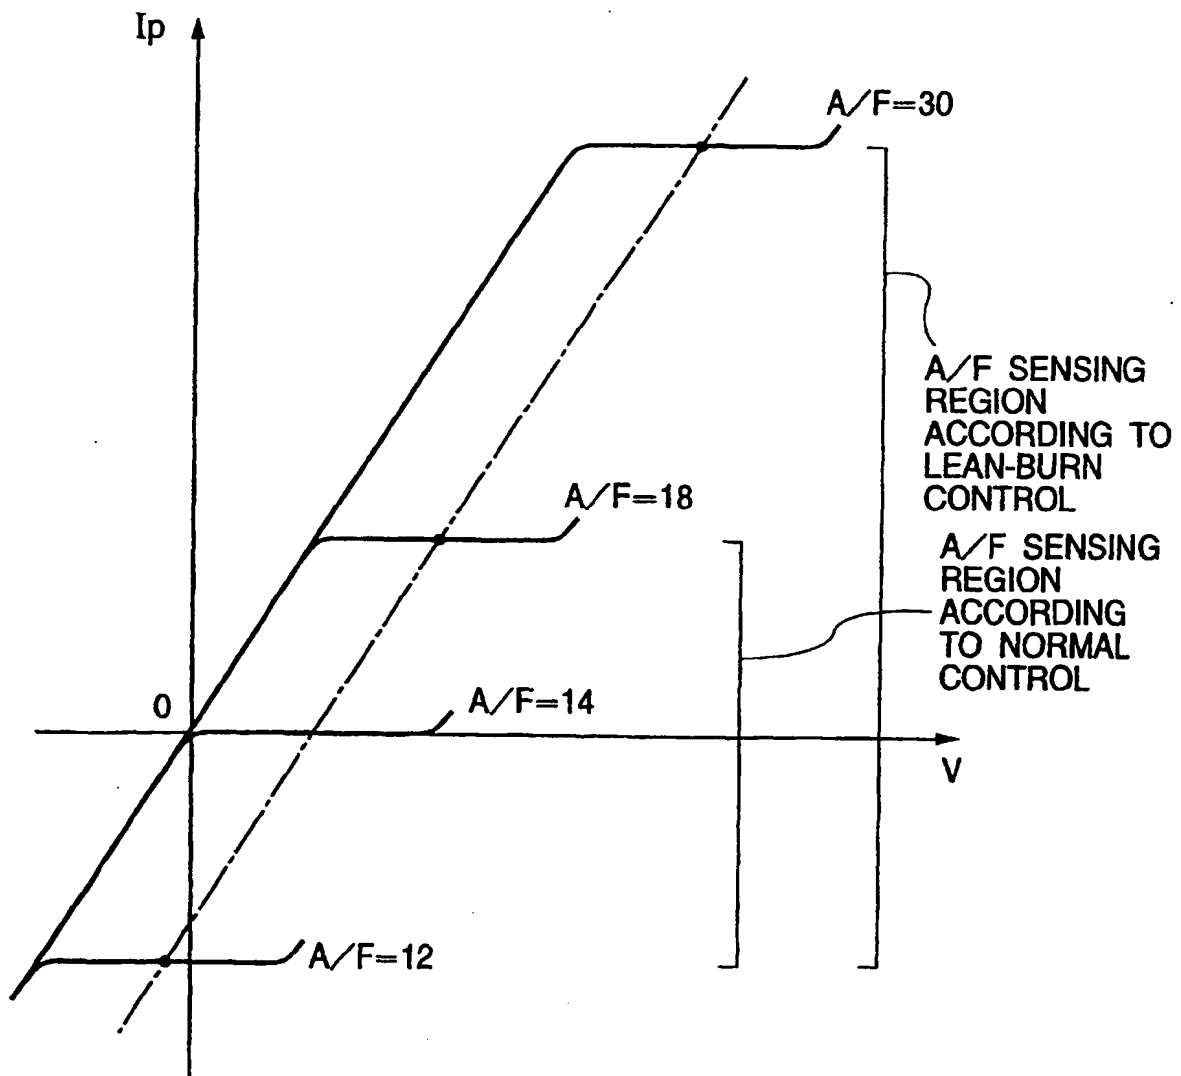 Ip
A/F=30
A/F SENSING
REGION
ACCORDING TO
LEAN-BURN
CONTROL
A/F=18
A/F SENSING
REGION
ACCORDING
TO NORMAL
CONTROL
0
A/F=14
V
A/F=12